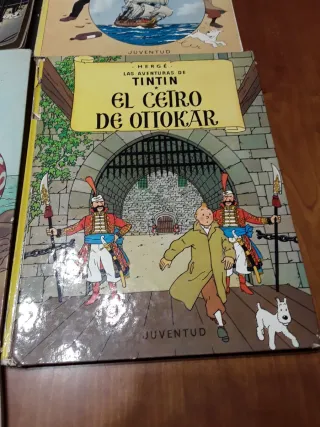 JUVENTUD
HERGÉ
LAS AVENTURAS DE
TINTIN
EL CETRO
DE OTTOKAR
JUVENTUD